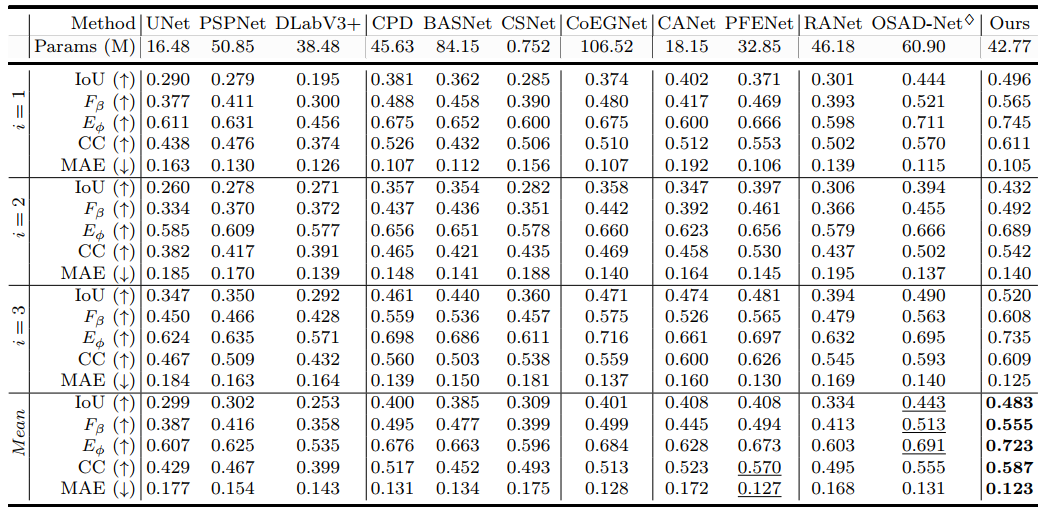 Method UNet PSPNet DLabV3+ CPD BASNet CSNet CoEGNet CANet PFENet RANet OSAD-Net◊ Ours
Params (M) 16.48 50.85 38.48 45.63 84.15 0.752 106.52 18.15 32.85 46.18 60.90 42.77
i = 1
IoU (↑) 0.290 0.279 0.195 0.381 0.362 0.285 0.374 0.402 0.371 0.301 0.444 0.496
Fβ (↑) 0.377 0.411 0.300 0.488 0.458 0.390 0.480 0.417 0.469 0.393 0.521 0.565
Eϕ (↑) 0.611 0.631 0.456 0.675 0.652 0.600 0.675 0.600 0.666 0.598 0.711 0.745
CC (↑) 0.438 0.476 0.374 0.526 0.432 0.506 0.510 0.512 0.553 0.502 0.570 0.611
MAE (↓) 0.163 0.130 0.126 0.107 0.112 0.156 0.107 0.192 0.106 0.139 0.115 0.105
i = 2
IoU (↑) 0.260 0.278 0.271 0.357 0.354 0.282 0.358 0.347 0.397 0.306 0.394 0.432
Fβ (↑) 0.334 0.370 0.372 0.437 0.436 0.351 0.442 0.392 0.461 0.366 0.455 0.492
Eϕ (↑) 0.585 0.609 0.577 0.656 0.651 0.578 0.660 0.623 0.656 0.579 0.666 0.689
CC (↑) 0.382 0.417 0.391 0.465 0.421 0.435 0.469 0.458 0.530 0.437 0.502 0.542
MAE (↓) 0.185 0.170 0.139 0.148 0.141 0.188 0.140 0.164 0.145 0.195 0.137 0.140
i = 3
IoU (↑) 0.347 0.350 0.292 0.461 0.440 0.360 0.471 0.474 0.481 0.394 0.490 0.520
Fβ (↑) 0.450 0.466 0.428 0.559 0.536 0.457 0.575 0.526 0.565 0.479 0.563 0.608
Eϕ (↑) 0.624 0.635 0.571 0.698 0.686 0.611 0.716 0.661 0.697 0.632 0.695 0.735
CC (↑) 0.467 0.509 0.432 0.560 0.503 0.538 0.559 0.600 0.626 0.545 0.593 0.609
MAE (↓) 0.184 0.163 0.164 0.139 0.150 0.181 0.137 0.160 0.130 0.169 0.140 0.125
Mean
IoU (↑) 0.299 0.302 0.253 0.400 0.385 0.309 0.401 0.408 0.408 0.334 0.443 0.483
Fβ (↑) 0.387 0.416 0.358 0.495 0.477 0.399 0.499 0.445 0.494 0.413 0.513 0.555
Eϕ (↑) 0.607 0.625 0.535 0.676 0.663 0.596 0.684 0.628 0.673 0.603 0.691 0.723
CC (↑) 0.429 0.467 0.399 0.517 0.452 0.493 0.513 0.523 0.570 0.495 0.555 0.587
MAE (↓) 0.177 0.154 0.143 0.131 0.134 0.175 0.128 0.172 0.127 0.168 0.131 0.123